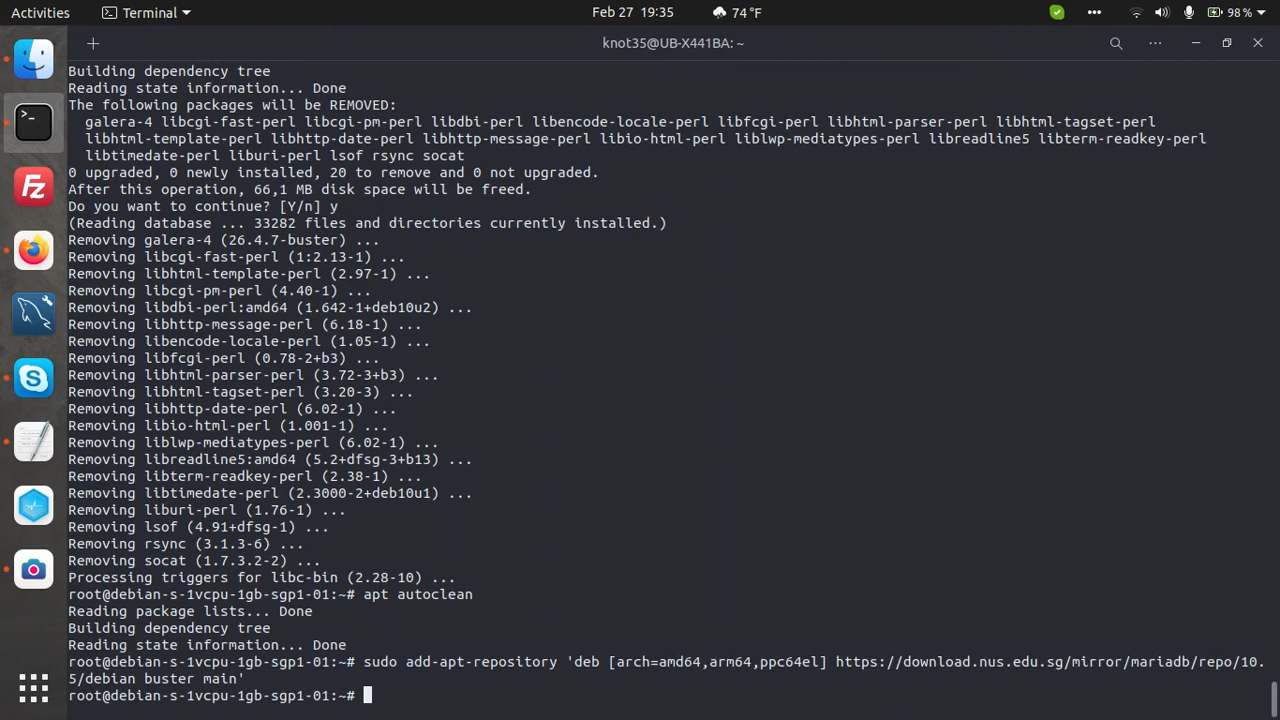 Activities Terminal Feb 27 19:35 74 °F 98 %
knot35@UB-X441BA: ~
Building dependency tree
Reading state information... Done
The following packages will be REMOVED:
  galera-4 libcgi-fast-perl libcgi-pm-perl libdbi-perl libencode-locale-perl libfcgi-perl libhtml-parser-perl libhtml-tagset-perl
  libhtml-template-perl libhttp-date-perl libhttp-message-perl libio-html-perl liblwp-mediatypes-perl libreadline5 libterm-readkey-perl
  libtimedate-perl liburi-perl lsof rsync socat
0 upgraded, 0 newly installed, 20 to remove and 0 not upgraded.
After this operation, 66,1 MB disk space will be freed.
Do you want to continue? [Y/n] y
(Reading database ... 33282 files and directories currently installed.)
Removing galera-4 (26.4.7-buster) ...
Removing libcgi-fast-perl (1:2.13-1) ...
Removing libhtml-template-perl (2.97-1) ...
Removing libcgi-pm-perl (4.40-1) ...
Removing libdbi-perl:amd64 (1.642-1+deb10u2) ...
Removing libhttp-message-perl (6.18-1) ...
Removing libencode-locale-perl (1.05-1) ...
Removing libfcgi-perl (0.78-2+b3) ...
Removing libhtml-parser-perl (3.72-3+b3) ...
Removing libhtml-tagset-perl (3.20-3) ...
Removing libhttp-date-perl (6.02-1) ...
Removing libio-html-perl (1.001-1) ...
Removing liblwp-mediatypes-perl (6.02-1) ...
Removing libreadline5:amd64 (5.2+dfsg-3+b13) ...
Removing libterm-readkey-perl (2.38-1) ...
Removing libtimedate-perl (2.3000-2+deb10u1) ...
Removing liburi-perl (1.76-1) ...
Removing lsof (4.91+dfsg-1) ...
Removing rsync (3.1.3-6) ...
Removing socat (1.7.3.2-2) ...
Processing triggers for libc-bin (2.28-10) ...
root@debian-s-1vcpu-1gb-sgp1-01:~# apt autoclean
Reading package lists... Done
Building dependency tree
Reading state information... Done
root@debian-s-1vcpu-1gb-sgp1-01:~# sudo add-apt-repository 'deb [arch=amd64,arm64,ppc64el] https://download.nus.edu.sg/mirror/mariadb/repo/10.
5/debian buster main'
root@debian-s-1vcpu-1gb-sgp1-01:~#